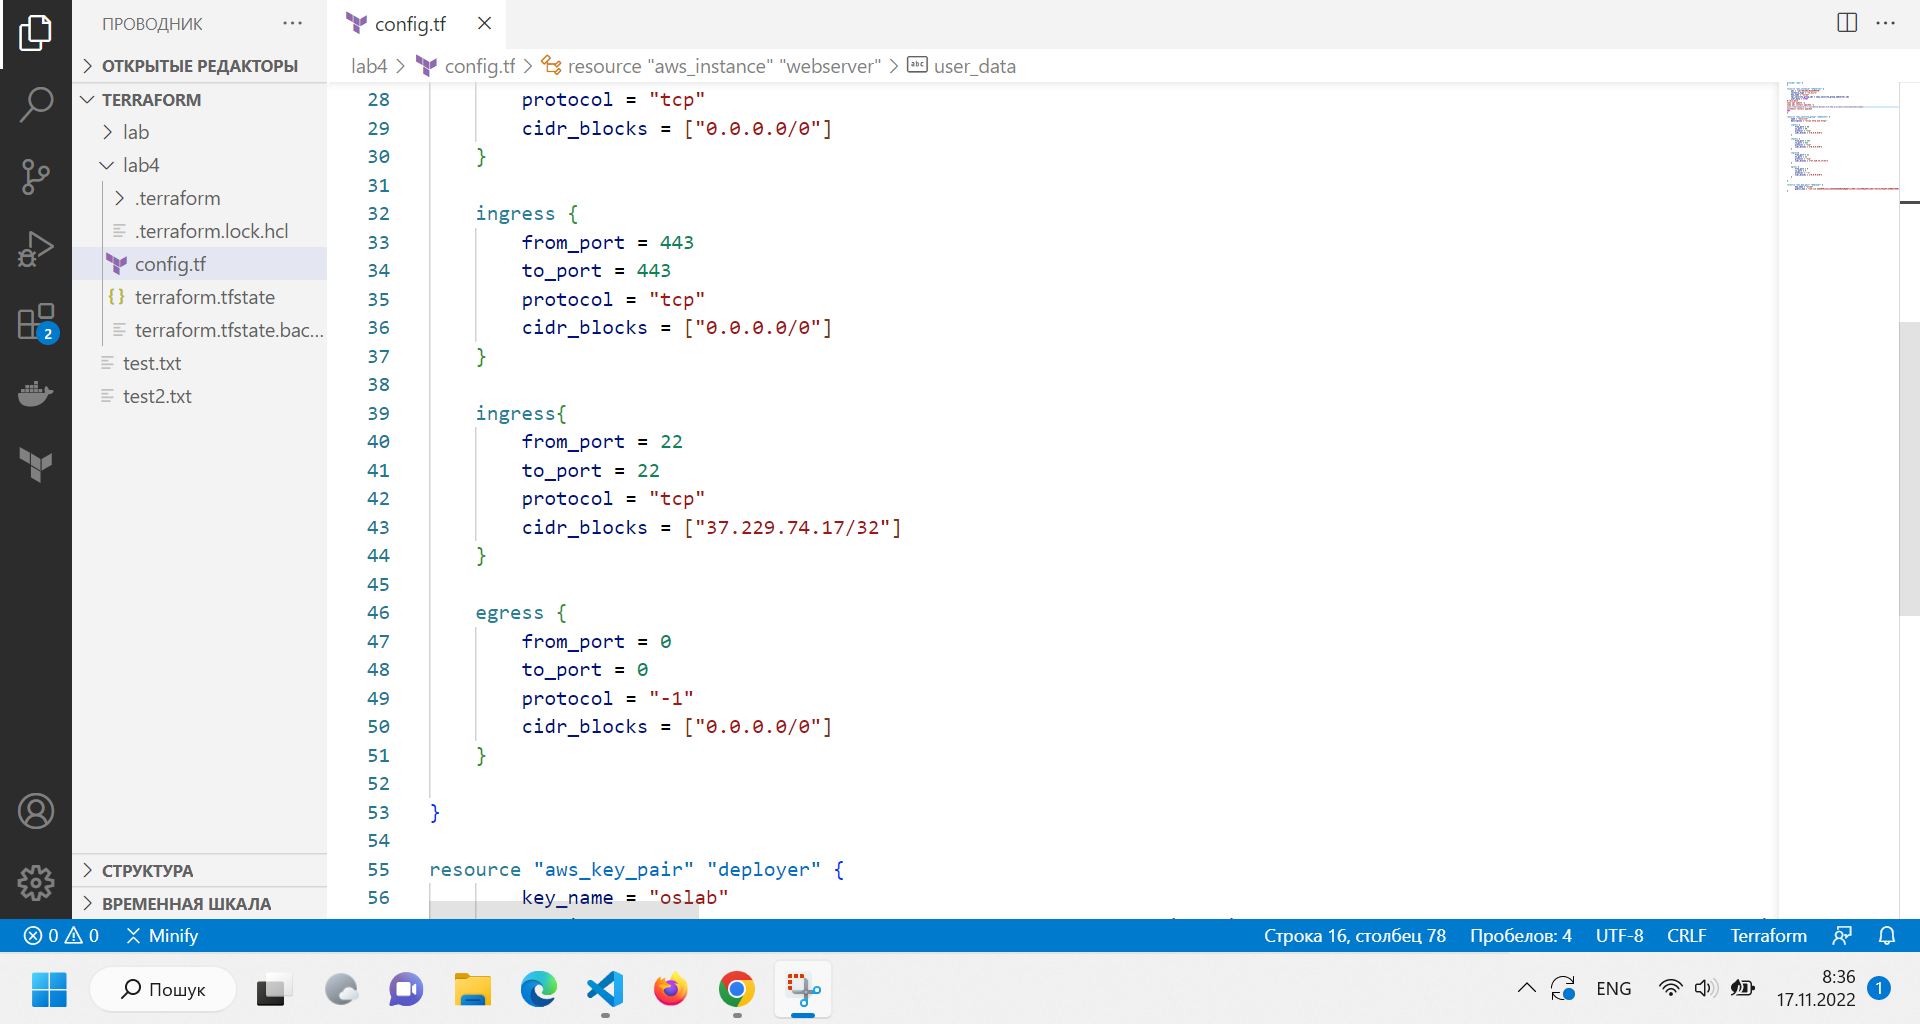 ПРОВОДНИК
config.tf
ОТКРЫТЫЕ РЕДАКТОРЫ
lab4 > config.tf > resource "aws_instance" "webserver" > user_data
TERRAFORM
lab
lab4
.terraform
.terraform.lock.hcl
config.tf
terraform.tfstate
terraform.tfstate.bac...
test.txt
test2.txt
СТРУКТУРА
ВРЕМЕННАЯ ШКАЛА
2
28 protocol = "tcp"
29 cidr_blocks = ["0.0.0.0/0"]
30 }
31
32 ingress {
33 from_port = 443
34 to_port = 443
35 protocol = "tcp"
36 cidr_blocks = ["0.0.0.0/0"]
37 }
38
39 ingress{
40 from_port = 22
41 to_port = 22
42 protocol = "tcp"
43 cidr_blocks = ["37.229.74.17/32"]
44 }
45
46 egress {
47 from_port = 0
48 to_port = 0
49 protocol = "-1"
50 cidr_blocks = ["0.0.0.0/0"]
51 }
52
53 }
54
55 resource "aws_key_pair" "deployer" {
56 key_name = "oslab"
0 0 Minify
Строка 16, столбец 78 Пробелов: 4 UTF-8 CRLF Terraform
Пошук
ENG
8:36
17.11.2022
1